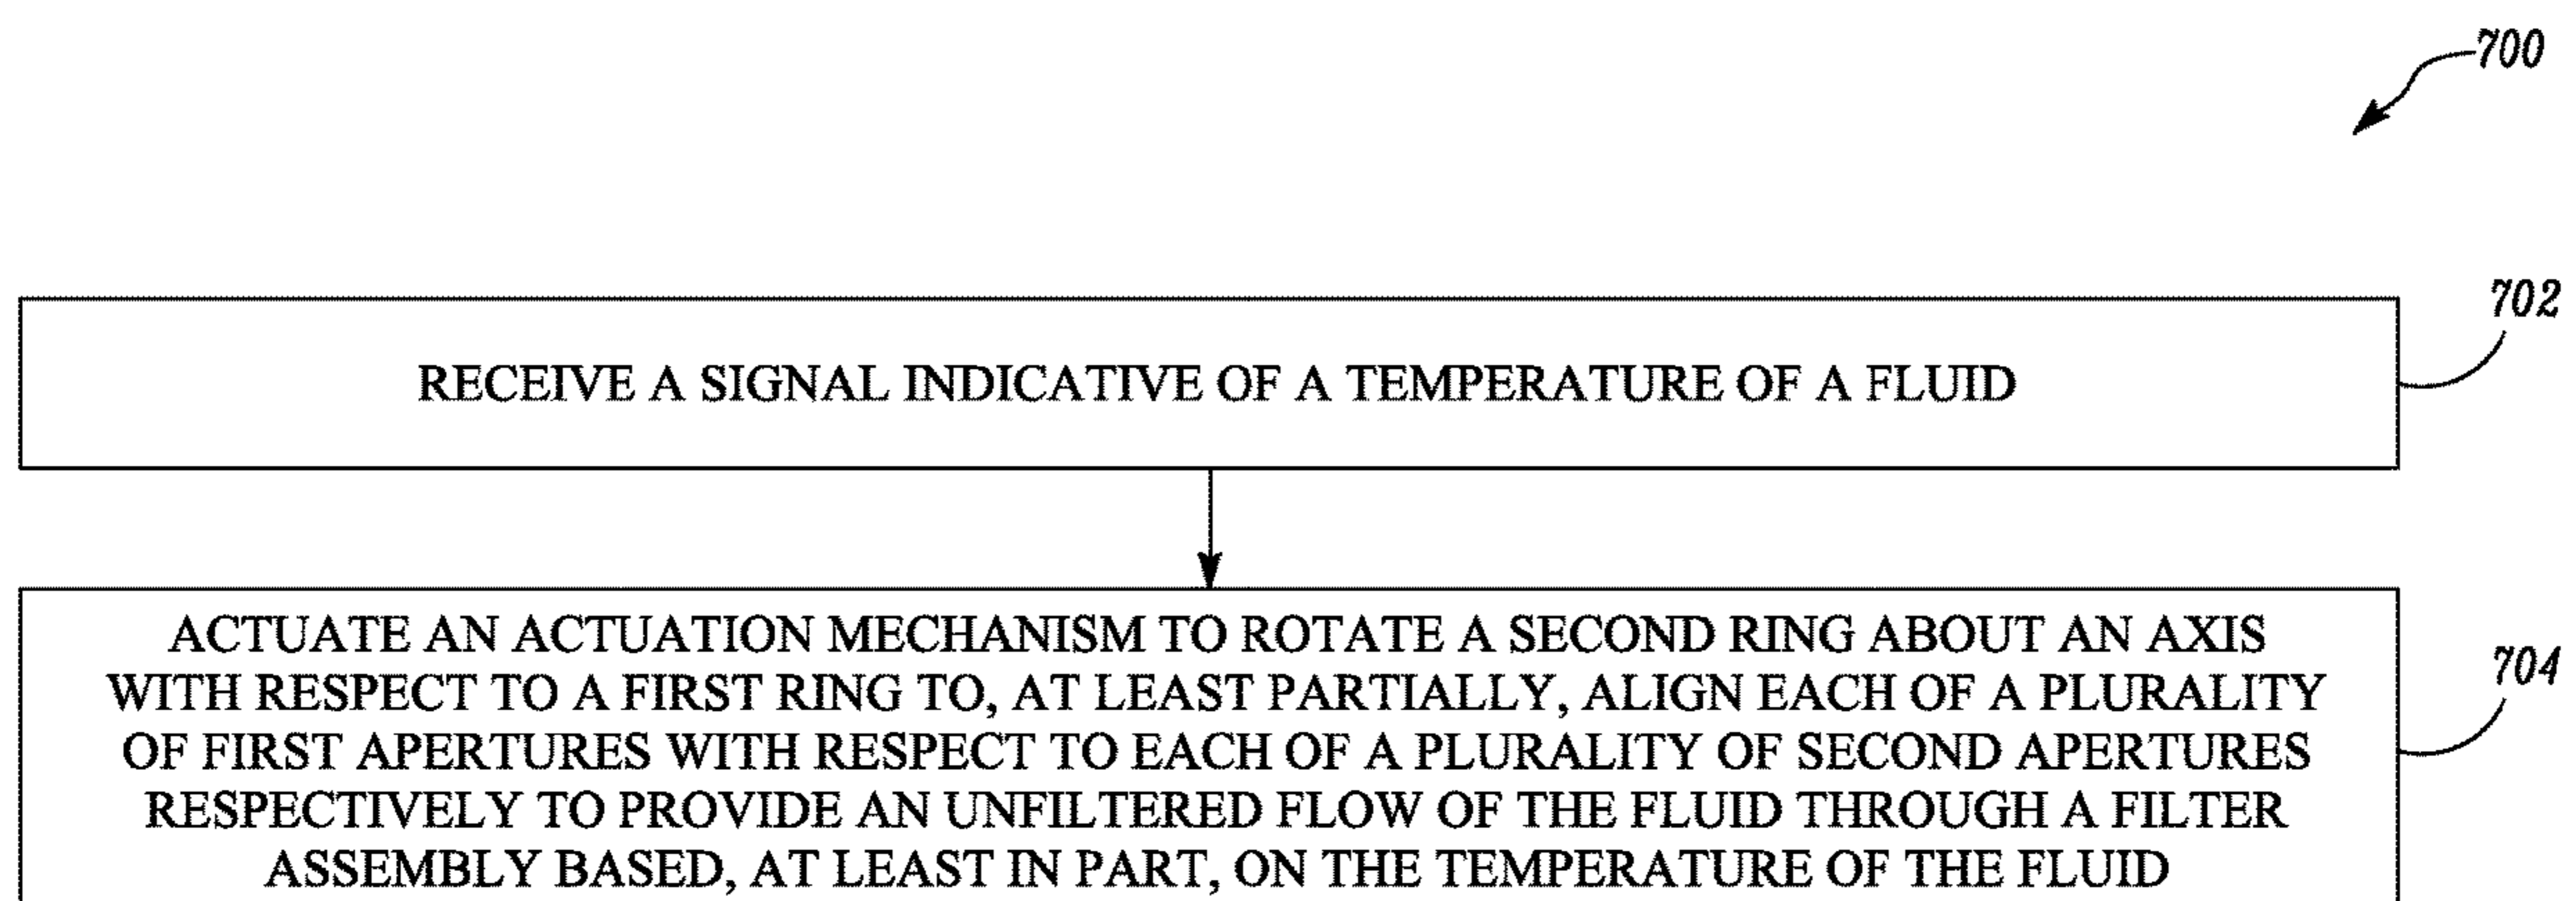 700
702
RECEIVE A SIGNAL INDICATIVE OF A TEMPERATURE OF A FLUID
ACTUATE AN ACTUATION MECHANISM TO ROTATE A SECOND RING ABOUT AN AXIS
WITH RESPECT TO A FIRST RING TO, AT LEAST PARTIALLY, ALIGN EACH OF A PLURALITY
704
OF FIRST APERTURES WITH RESPECT TO EACH OF A PLURALITY OF SECOND APERTURES
RESPECTIVELY TO PROVIDE AN UNFILTERED FLOW OF THE FLUID THROUGH A FILTER
ASSEMBLY BASED, AT LEAST IN PART, ON THE TEMPERATURE OF THE FLUID